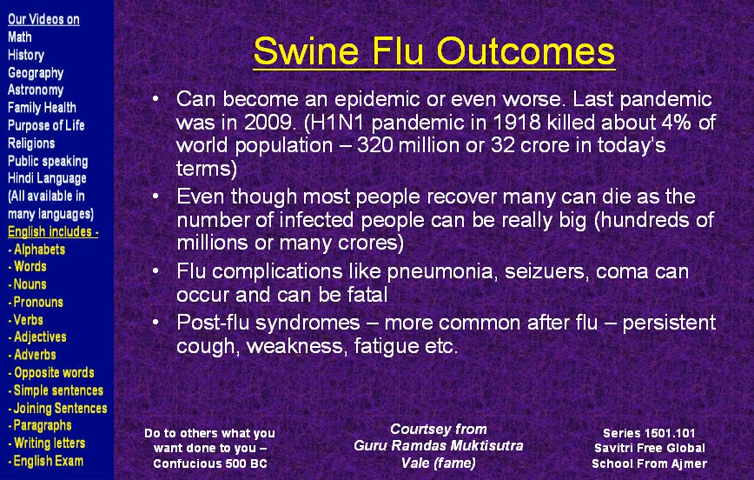 Our Videos on
Math
History
Geography
Astronomy
Family Health
Purpose of Life
Religions
Public speaking
Hindi Language
(All available in
many languages)
English includes -
- Alphabets
- Words
- Nouns
- Pronouns
- Verbs
- Adjectives
- Adverbs
- Opposite words
- Simple sentences
- Joining Sentences
- Paragraphs
- Writing letters
- English Exam
Swine Flu Outcomes
• Can become an epidemic or even worse. Last pandemic
was in 2009. (H1N1 pandemic in 1918 killed about 4% of
world population – 320 million or 32 crore in today's
terms)
• Even though most people recover many can die as the
number of infected people can be really big (hundreds of
millions or many crores)
• Flu complications like pneumonia, seizuers, coma can
occur and can be fatal
• Post-flu syndromes – more common after flu – persistent
cough, weakness, fatigue etc.
Do to others what you
want done to you –
Confucious 500 BC
Courtsey from
Guru Ramdas Muktisutra
Vale (fame)
Series 1501.101
Savitri Free Global
School From Ajmer